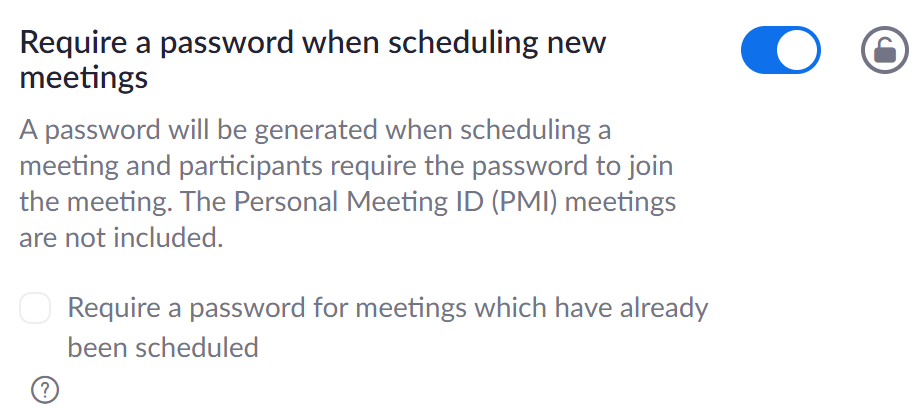 Require a password when scheduling new
meetings
A password will be generated when scheduling a
meeting and participants require the password to join
the meeting. The Personal Meeting ID (PMI) meetings
are not included.
Require a password for meetings which have already
been scheduled
?